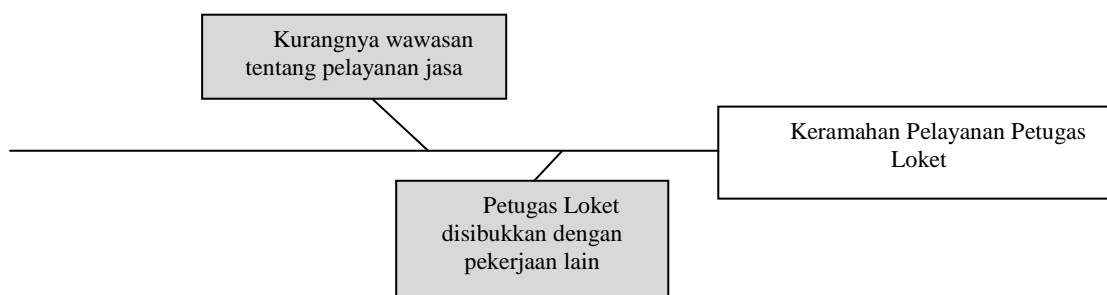 Kurangnya wawasan
tentang pelayanan jasa
Keramahan Pelayanan Petugas
Loket
Petugas Loket
disibukkan dengan
pekerjaan lain